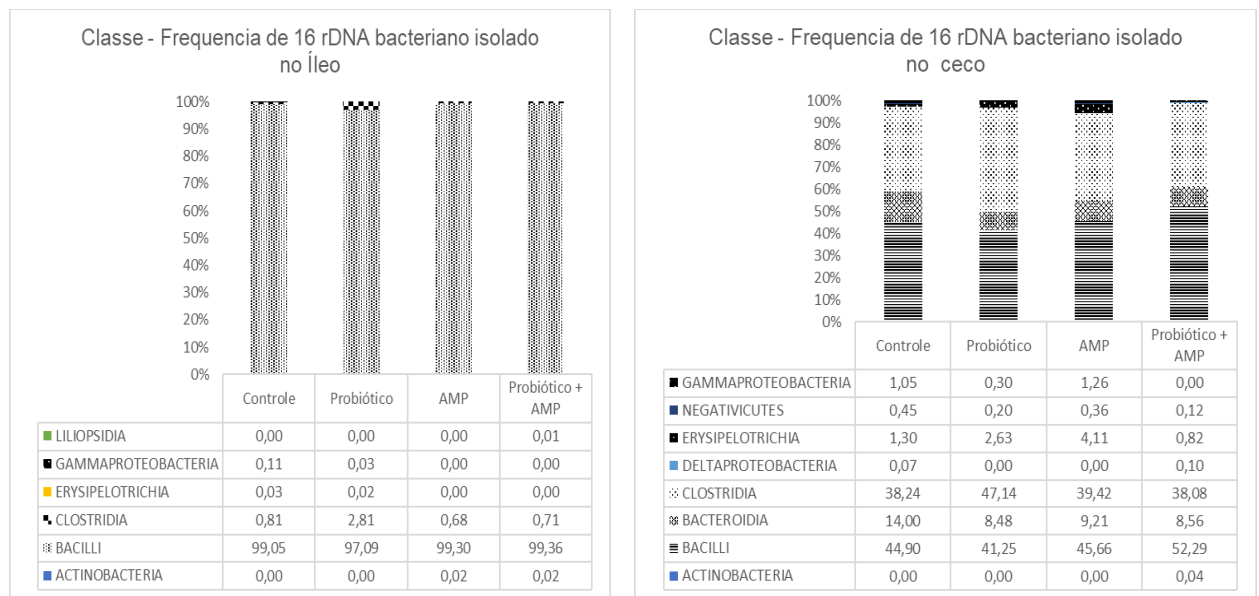 Classe - Frequencia de 16 rDNA bacteriano isolado
no Íleo
100%
90%
80%
70%
60%
50%
40%
30%
20%
10%
0%
Controle Probiótico AMP Probiótico +
AMP
LILIOPSIDIA 0,00 0,00 0,00 0,01
GAMMAPROTEOBACTERIA 0,11 0,03 0,00 0,00
ERYSIPELOTRICHIA 0,03 0,02 0,00 0,00
CLOSTRIDIA 0,81 2,81 0,68 0,71
BACILLI 99,05 97,09 99,30 99,36
ACTINOBACTERIA 0,00 0,00 0,02 0,02
Classe - Frequencia de 16 rDNA bacteriano isolado
no ceco
100%
90%
80%
70%
60%
50%
40%
30%
20%
10%
0%
Controle Probiótico AMP Probiótico +
AMP
GAMMAPROTEOBACTERIA 1,05 0,30 1,26 0,00
NEGATIVICUTES 0,45 0,20 0,36 0,12
ERYSIPELOTRICHIA 1,30 2,63 4,11 0,82
DELTAPROTEOBACTERIA 0,07 0,00 0,00 0,10
CLOSTRIDIA 38,24 47,14 39,42 38,08
BACTEROIDIA 14,00 8,48 9,21 8,56
BACILLI 44,90 41,25 45,66 52,29
ACTINOBACTERIA 0,00 0,00 0,00 0,04